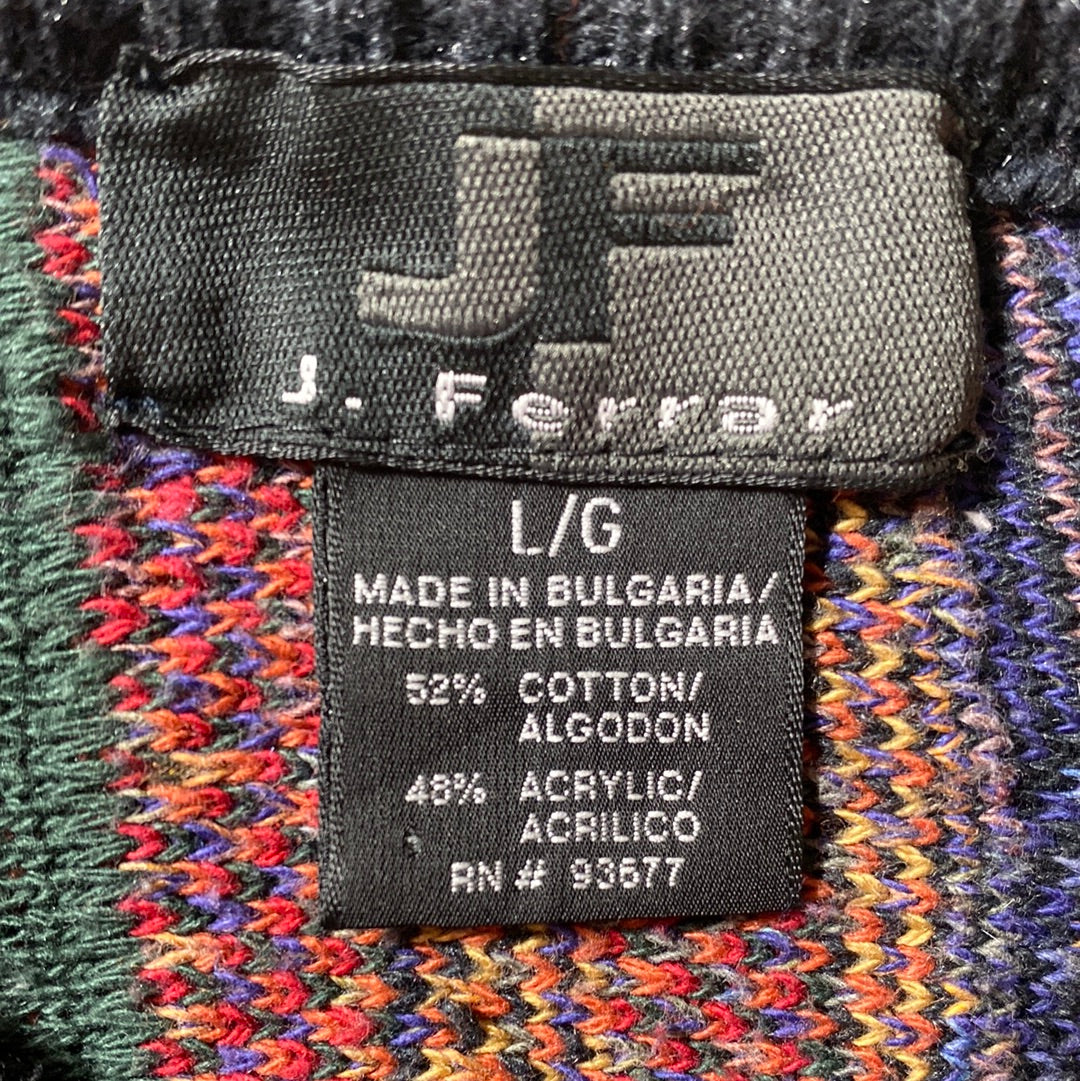 JF
J. Ferrar
L/G
MADE IN BULGARIA/
HECHO EN BULGARIA
52% COTTON/
ALGODON
48% ACRYLIC/
ACRILICO
RN # 93677